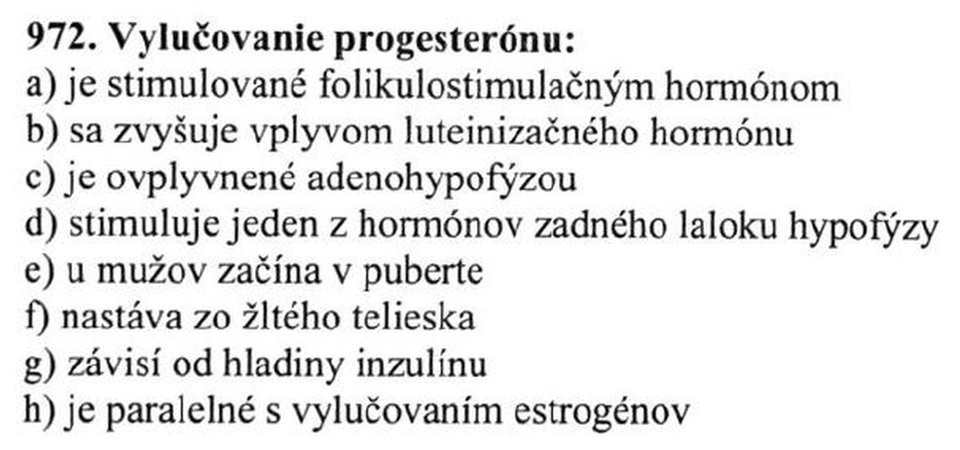 972. Vylučovanie progesterónu:
a) je stimulované folikulostimulačným hormónom
b) sa zvyšuje vplyvom luteinizačného hormónu
c) je ovplyvnené adenohypofýzou
d) stimuluje jeden z hormónov zadného laloku hypofýzy
e) u mužov začína v puberte
f) nastáva zo žltého telieska
g) závisí od hladiny inzulínu
h) je paralelné s vylučovaním estrogénov